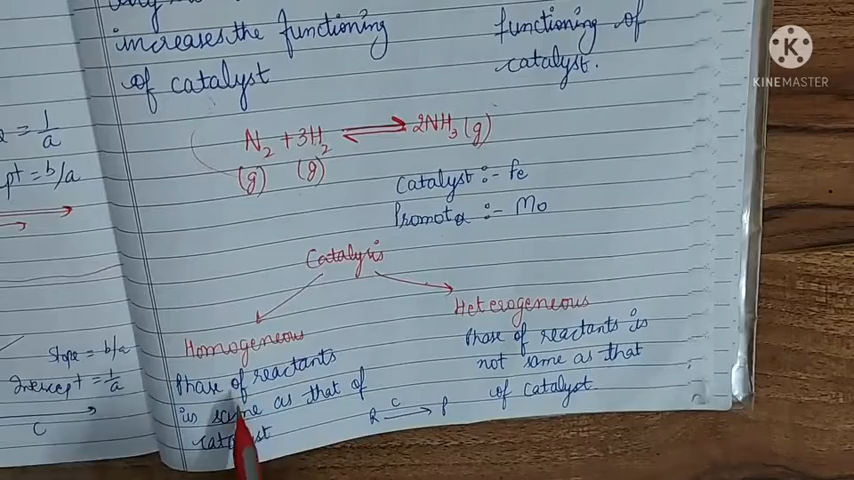 increases the functioning
of catalyst
functioning of
catalyst.
2 = 1/a
pt = b/a
N2 + 3H2 ⇌ 2NH3 (g)
(g) (g)
Catalyst :- Fe
Promotor :- Mo
Catalysis
Homogeneous
Phase of reactants
is same as that of
catalyst
Heterogeneous
Phase of reactants is
not same as that
of catalyst
R —C→ P
Slope = b/a
Intercept = 1/a
C
KINEMASTER